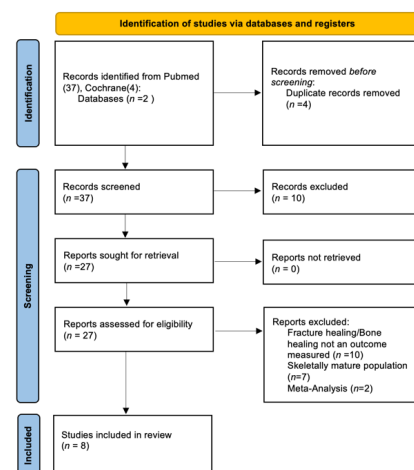 Identification of studies via databases and registers
Identification
Records identified from Pubmed
(37), Cochrane(4):
Databases (n =2 )
Records removed before
screening:
Duplicate records removed
(n =4)
Screening
Records screened
(n =37)
Records excluded
(n = 10)
Reports sought for retrieval
(n =27)
Reports not retrieved
(n = 0)
Reports assessed for eligibility
(n = 27)
Reports excluded:
Fracture healing/Bone
healing not an outcome
measured (n =10)
Skeletally mature population
(n=7)
Meta-Analysis (n=2)
Included
Studies included in review
(n = 8)